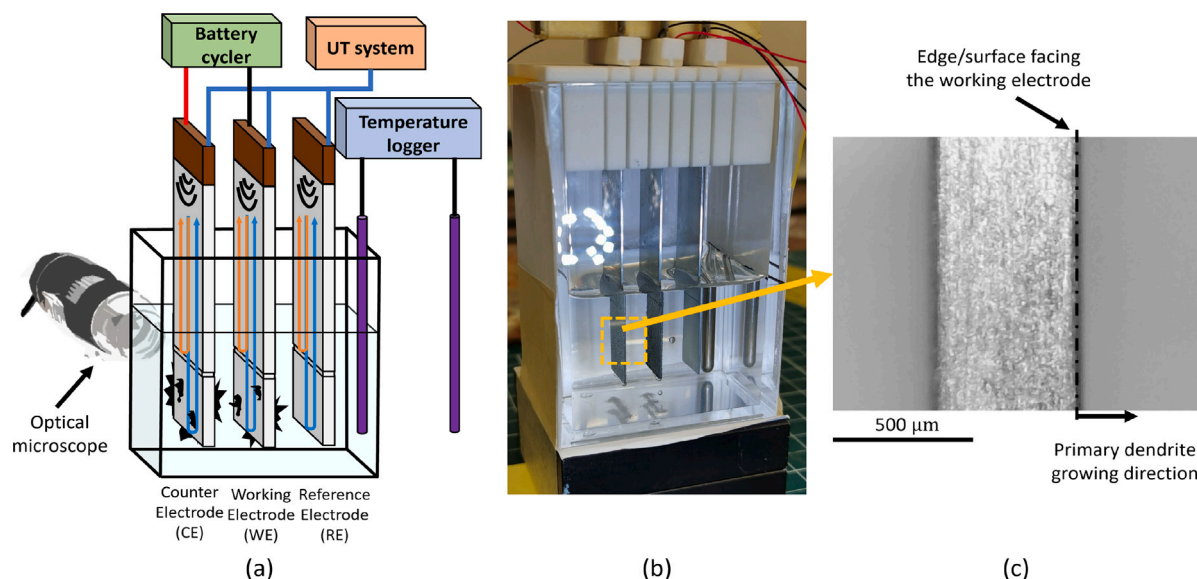 Battery
cycler
UT system
Temperature
logger
Optical
microscope
Counter
Electrode
(CE)
Working
Electrode
(WE)
Reference
Electrode
(RE)
(a)
(b)
Edge/surface facing
the working electrode
500 μm
Primary dendrite
growing direction
(c)